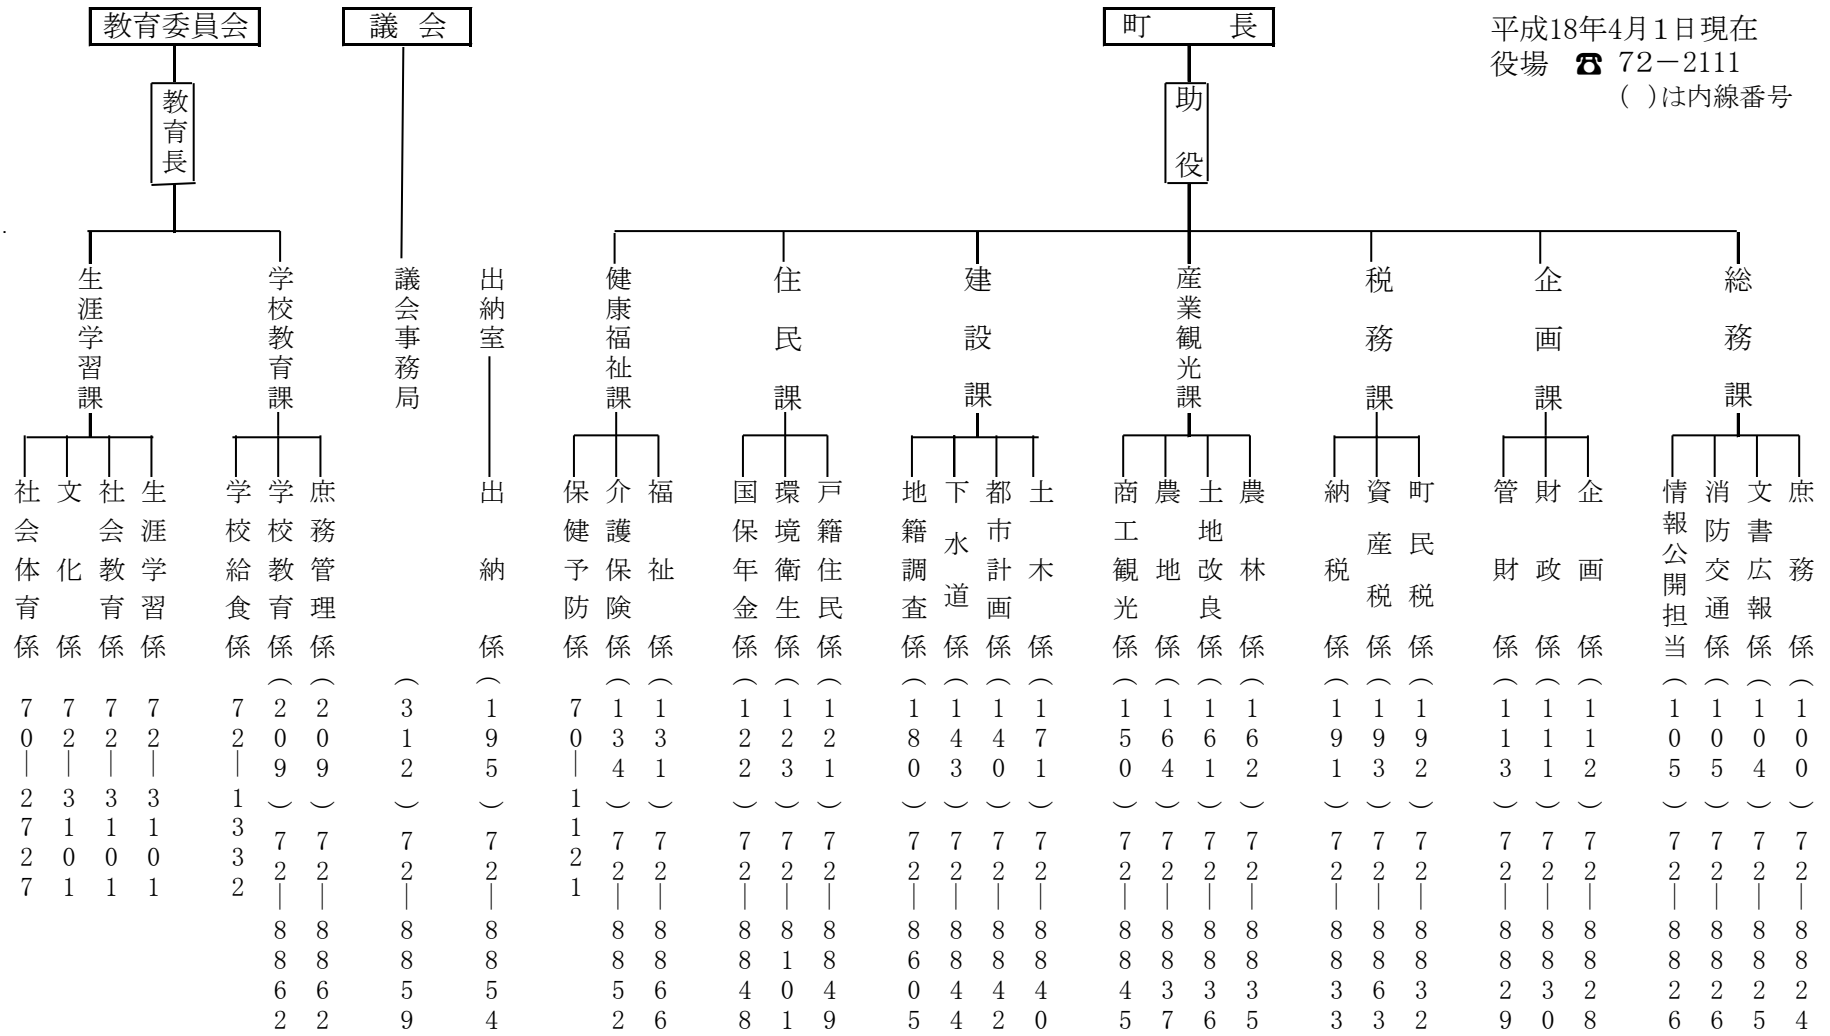 平成18年4月1日現在
役場 ☎ 72－2111
( )は内線番号
町 長
助役
議 会
教育委員会
教育長
総務課
庶務係(100)72―8824
文書広報係(104)72―8825
消防交通係(105)72―8826
情報公開担当(105)72―8826
企画課
企画係(112)72―8828
財政係(111)72―8830
管財係(113)72―8829
税務課
町民税係(192)72―8832
資産税係(193)72―8863
納税係(191)72―8833
産業観光課
農林係(162)72―8835
土地改良係(161)72―8836
農地係(164)72―8837
商工観光係(150)72―8845
建設課
土木係(171)72―8840
都市計画係(140)72―8842
下水道係(143)72―8844
地籍調査係(180)72―8605
住民課
戸籍住民係(121)72―8849
環境衛生係(123)72―8101
国保年金係(122)72―8848
健康福祉課
福祉係(131)72―8866
介護保険係(134)72―8852
保健予防係 70―1121
出納室
出納係(195)72―8854
議会事務局
(312)72―8859
学校教育課
庶務管理係(209)72―8862
学校教育係(209)72―8862
学校給食係 72―1332
生涯学習課
生涯学習係 72―3101
社会教育係 72―3101
文化係 72―3101
社会体育係 70―2727